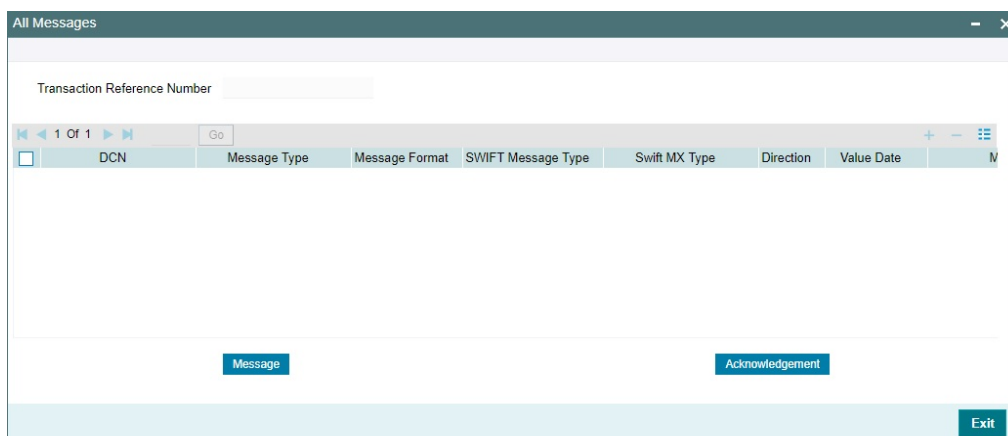 All Messages
Transaction Reference Number
1 Of 1 Go
DCN Message Type Message Format SWIFT Message Type Swift MX Type Direction Value Date M
Message Acknowledgement
Exit